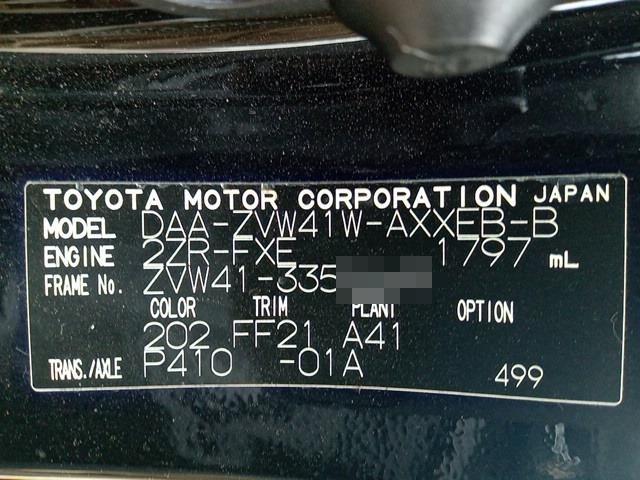 TOYOTA MOTOR CORPORATION JAPAN
MODEL DAA-ZVW41W-AXXEB-B
ENGINE 2ZR-FXE 1797 mL
FRAME No. ZVW41-335
COLOR TRIM PLANT OPTION
202 FF21 A41
TRANS./AXLE P410 -01A 499